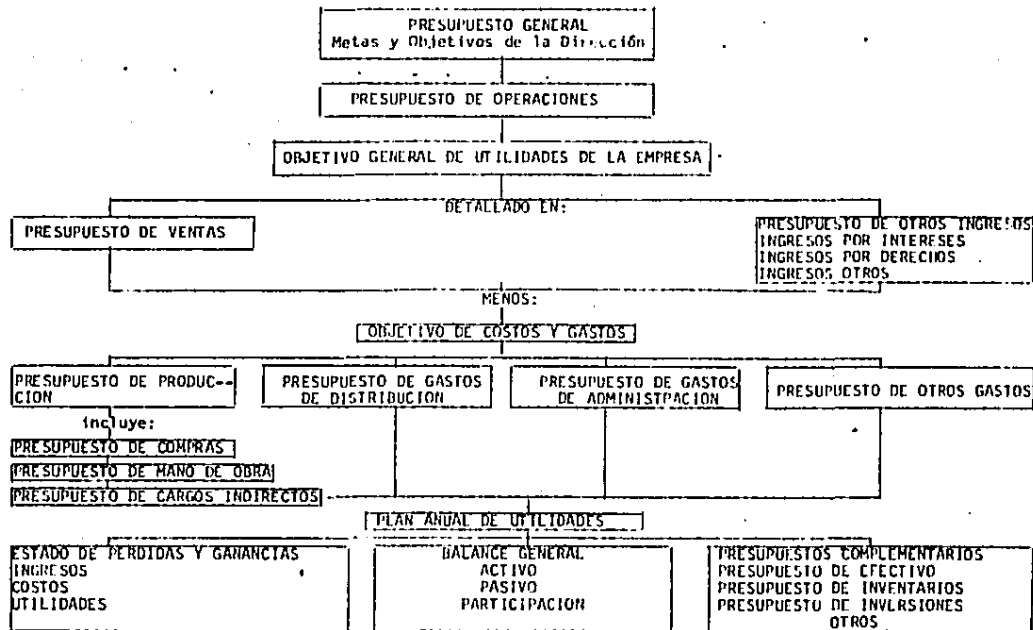 PRESUPUESTO GENERAL
Metas y Objetivos de la Dirección
PRESUPUESTO DE OPERACIONES
OBJETIVO GENERAL DE UTILIDADES DE LA EMPRESA
DETALLADO EN:
PRESUPUESTO DE VENTAS
PRESUPUESTO DE OTROS INGRESOS
INGRESOS POR INTERESES
INGRESOS POR DERECHOS
INGRESOS OTROS
MENOS:
OBJETIVO DE COSTOS Y GASTOS
PRESUPUESTO DE PRODUC--
CION
PRESUPUESTO DE GASTOS
DE DISTRIBUCION
PRESUPUESTO DE GASTOS
DE ADMINISTPACION
PRESUPUESTO DE OTROS GASTOS
incluye:
PRESUPUESTO DE COMPRAS
PRESUPUESTO DE MANO DE OBRA
PRESUPUESTO DE CARGOS INDIRECTOS
PLAN ANUAL DE UTILIDADES
ESTADO DE PERDIDAS Y GANANCIAS
INGRESOS
COSTOS
UTILIDADES
BALANCE GENERAL
ACTIVO
PASIVO
PARTICIPACION
PRESUPUESTOS COMPLEMENTARIOS
PRESUPUESTO DE EFECTIVO
PRESUPUESTO DE INVENTARIOS
PRESUPUESTO DE INVERSIONES
OTROS